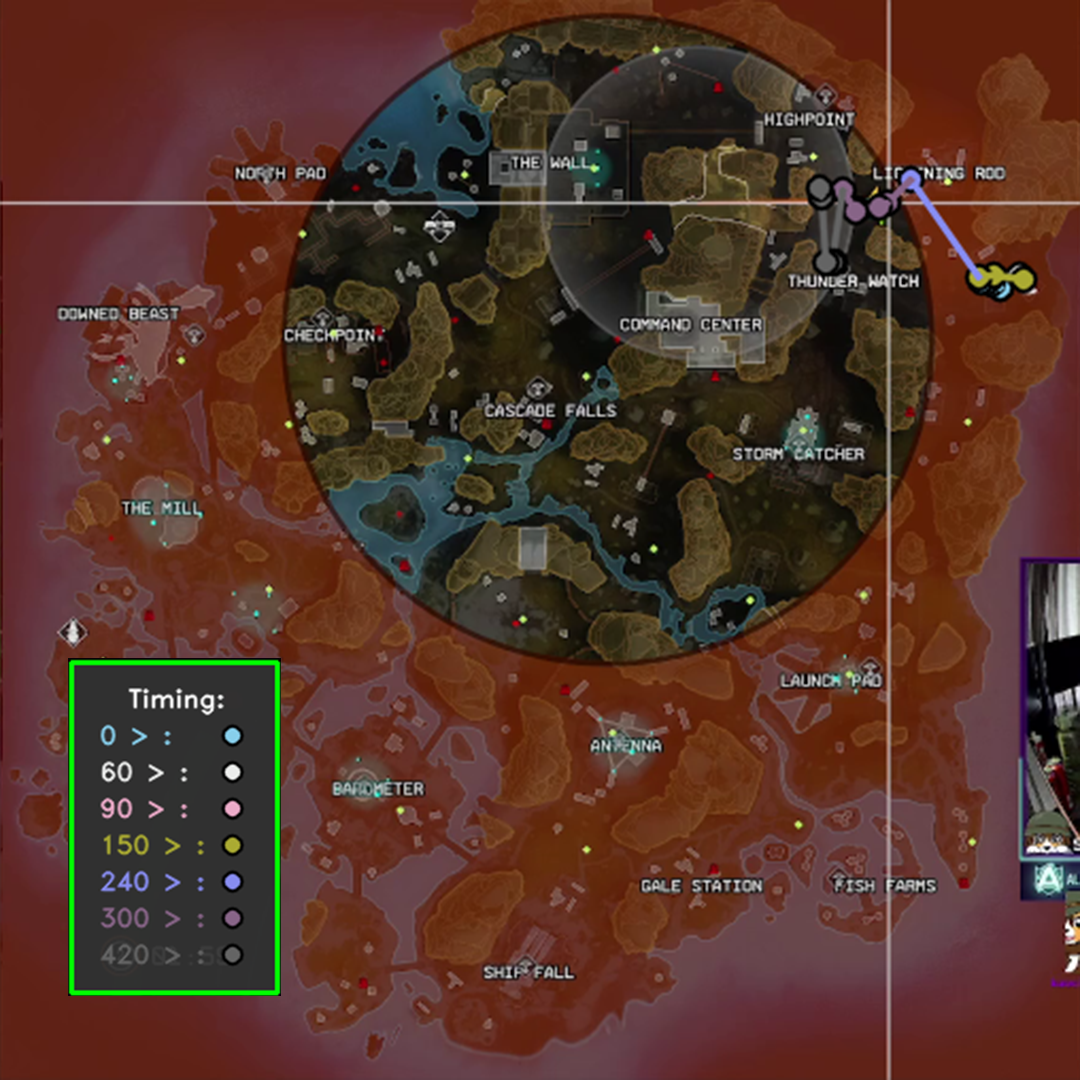 HIGHPOINT
THE WALL
NORTH PAD
LIGHTNING ROD
THUNDER WATCH
DOWNED BEAST
CHECKPOINT
COMMAND CENTER
CASCADE FALLS
STORM CATCHER
THE MILL
LAUNCH PAD
Timing:
0 > :
60 > :
90 > :
150 > :
240 > :
300 > :
420 > :
ANTENNA
BAROMETER
GALE STATION
FISH FARMS
SHIP FALL